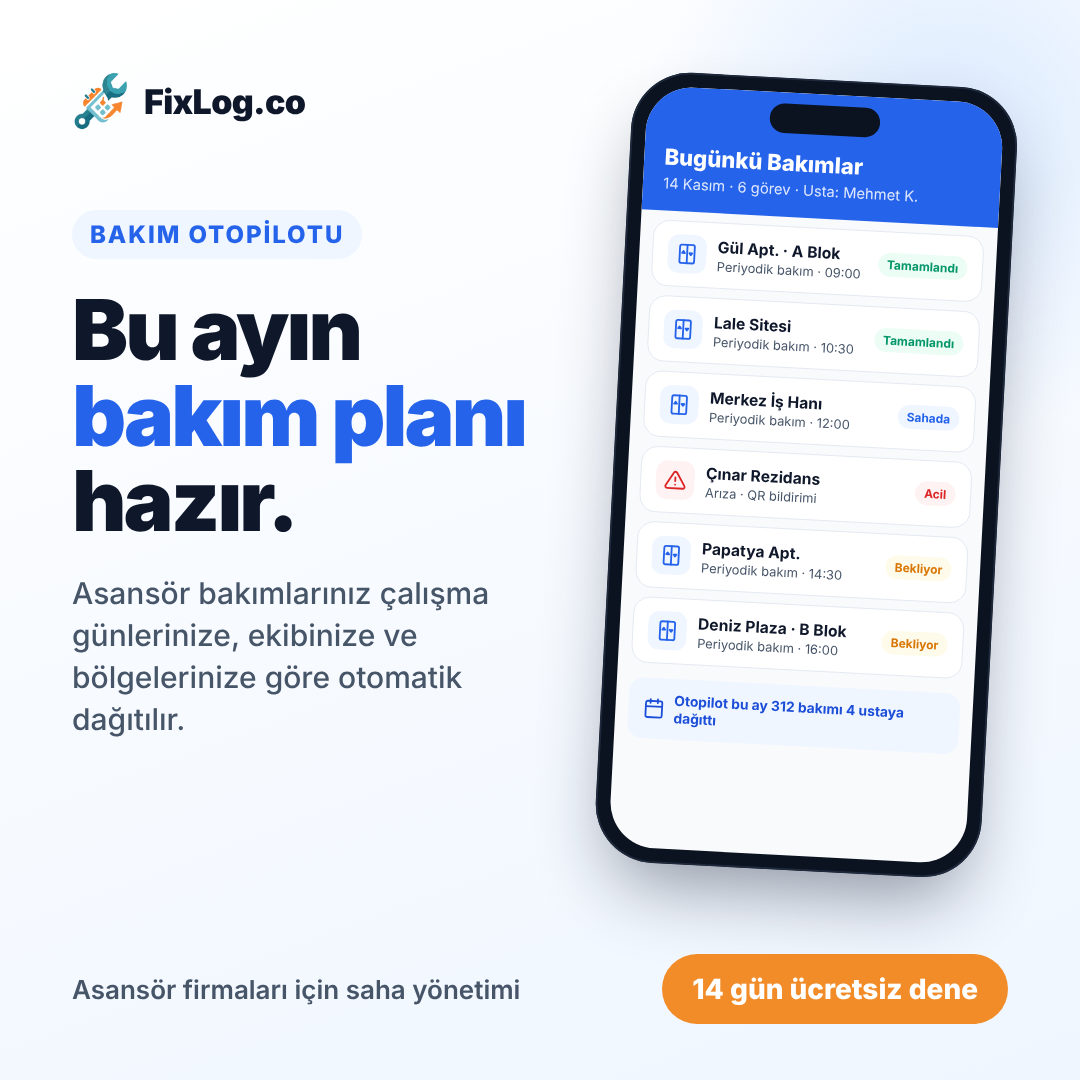 FixLog.co
BAKIM OTOPİLOTU
Bu ayın
bakım planı
hazır.
Asansör bakımlarınız çalışma
günlerinize, ekibinize ve
bölgelerinize göre otomatik
dağıtılır.
Bugünkü Bakımlar
14 Kasım · 6 görev · Usta: Mehmet K.
Gül Apt. · A Blok
Periyodik bakım · 09:00
Tamamlandı
Lale Sitesi
Periyodik bakım · 10:30
Tamamlandı
Merkez İş Hanı
Periyodik bakım · 12:00
Sahada
Çınar Rezidans
Arıza · QR bildirimi
Acil
Papatya Apt.
Periyodik bakım · 14:30
Bekliyor
Deniz Plaza · B Blok
Periyodik bakım · 16:00
Bekliyor
Otopilot bu ay 312 bakımı 4 ustaya
dağıttı
Asansör firmaları için saha yönetimi
14 gün ücretsiz dene